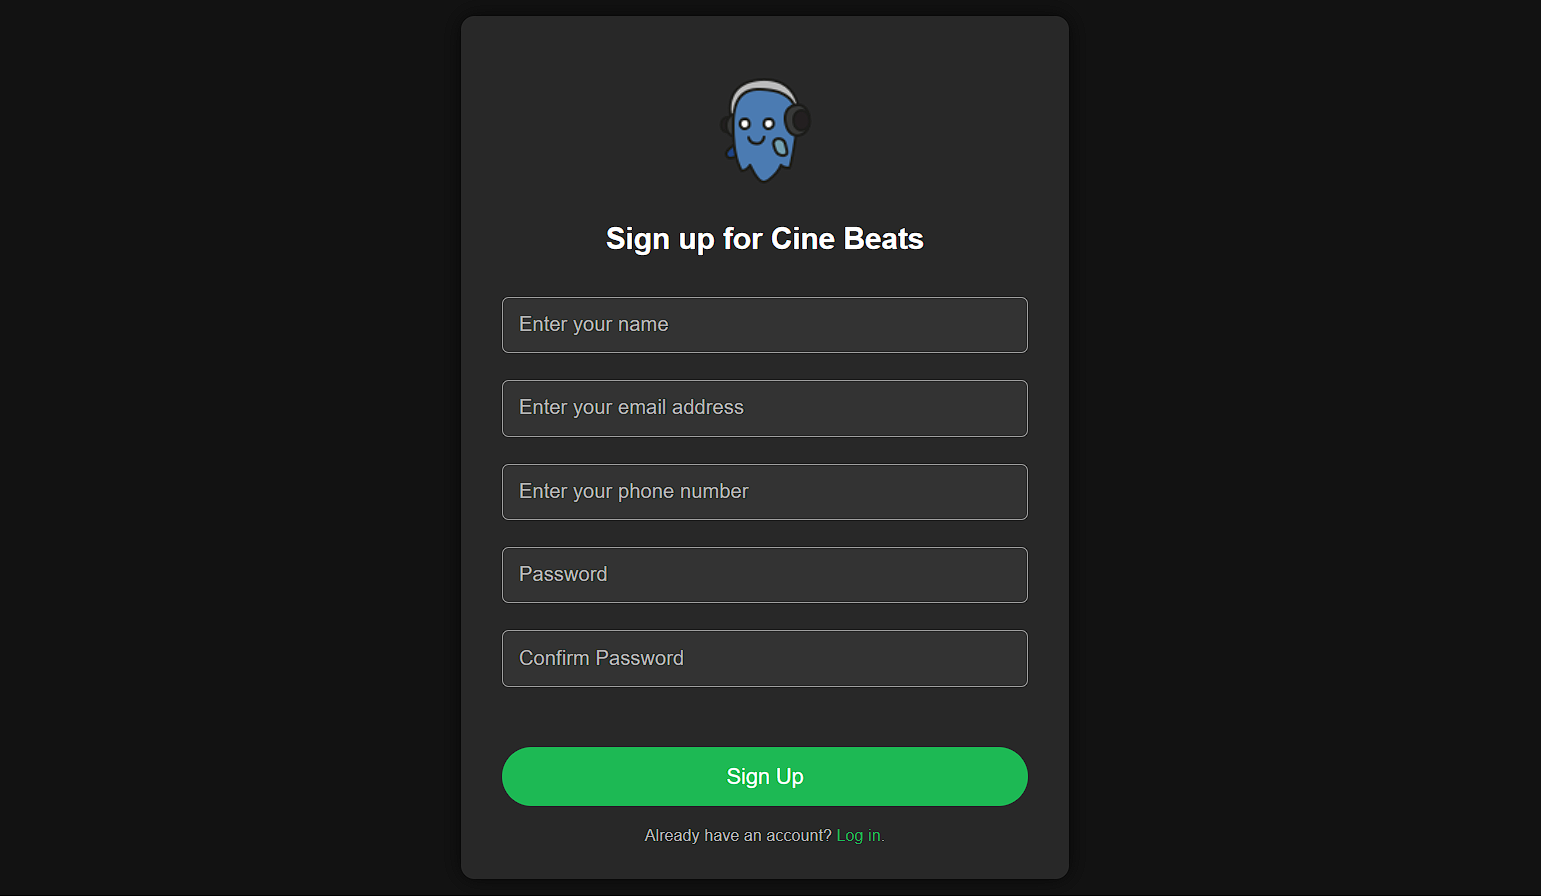 Sign up for Cine Beats
Enter your name
Enter your email address
Enter your phone number
Password
Confirm Password
Sign Up
Already have an account? Log in.